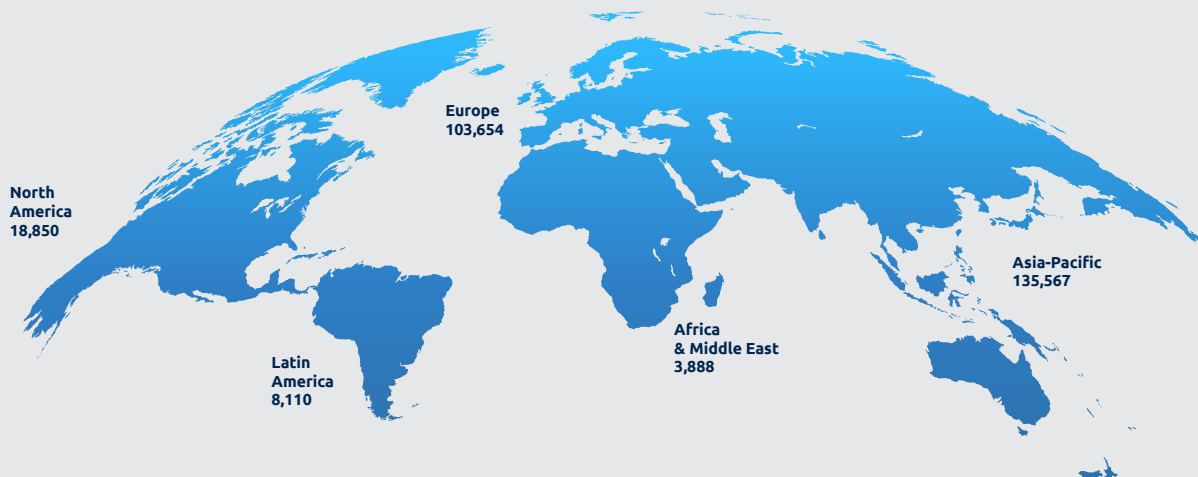 Europe
103,654
North
America
18,850
Asia-Pacific
135,567
Africa
& Middle East
3,888
Latin
America
8,110